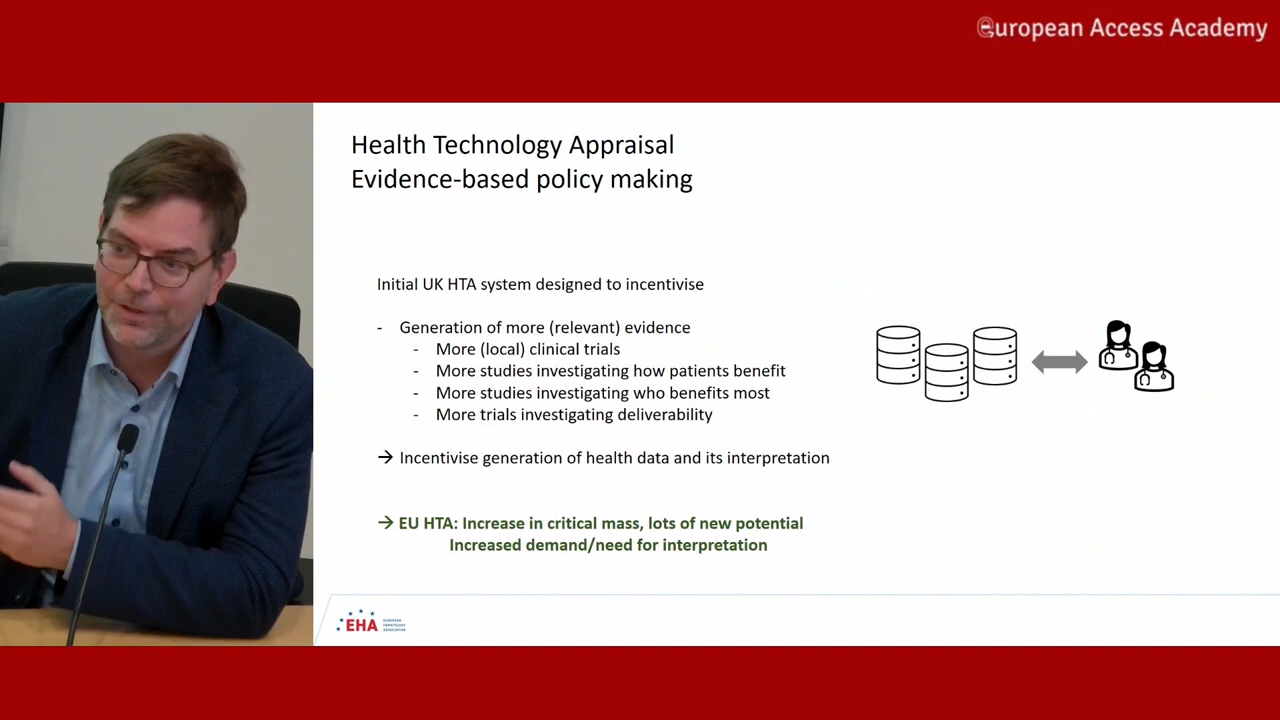 European Access Academy
Health Technology Appraisal
Evidence-based policy making
Initial UK HTA system designed to incentivise
- Generation of more (relevant) evidence
- More (local) clinical trials
- More studies investigating how patients benefit
- More studies investigating who benefits most
- More trials investigating deliverability
→ Incentivise generation of health data and its interpretation
→ EU HTA: Increase in critical mass, lots of new potential
Increased demand/need for interpretation
EHA
EUROPEAN
HEMATOLOGY
ASSOCIATION